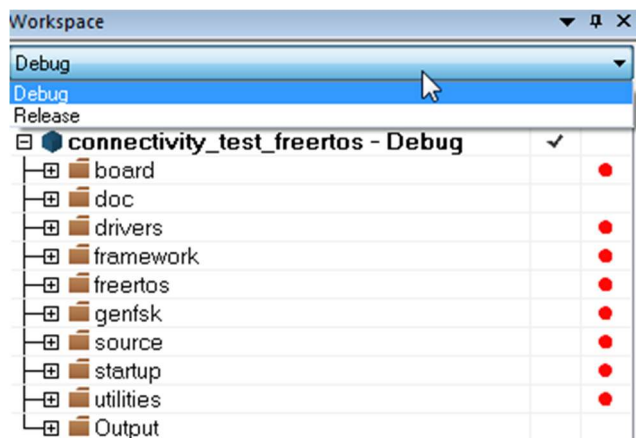 Workspace
Debug
Debug
Release
connectivity_test_freertos - Debug
board
doc
drivers
framework
freertos
genfsk
source
startup
utilities
Output